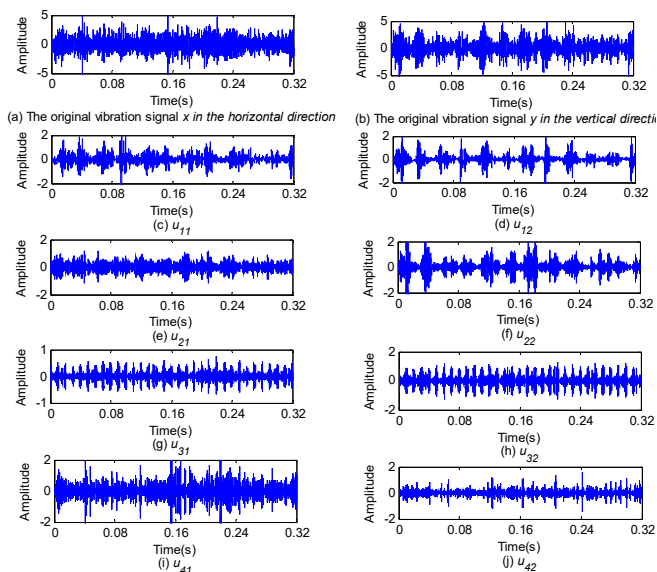 Amplitude
5
0
-5
0 0.08 0.16 0.24 0.32
Time(s)
(a) The original vibration signal x in the horizontal direction
Amplitude
5
0
-5
0 0.08 0.16 0.24 0.32
Time(s)
(b) The original vibration signal y in the vertical directio
Amplitude
2
0
-2
0 0.08 0.16 0.24 0.32
Time(s)
(c) u11
Amplitude
2
0
-2
0 0.08 0.16 0.24 0.32
Time(s)
(d) u12
Amplitude
2
0
-2
0 0.08 0.16 0.24 0.32
Time(s)
(e) u21
Amplitude
2
0
-2
0 0.08 0.16 0.24 0.32
Time(s)
(f) u22
Amplitude
1
0
-1
0 0.08 0.16 0.24 0.32
Time(s)
(g) u31
Amplitude
2
0
-2
0 0.08 0.16 0.24 0.32
Time(s)
(h) u32
Amplitude
2
0
-2
0 0.08 0.16 0.24 0.32
Time(s)
(i) u41
Amplitude
2
0
-2
0 0.08 0.16 0.24 0.32
Time(s)
(j) u42